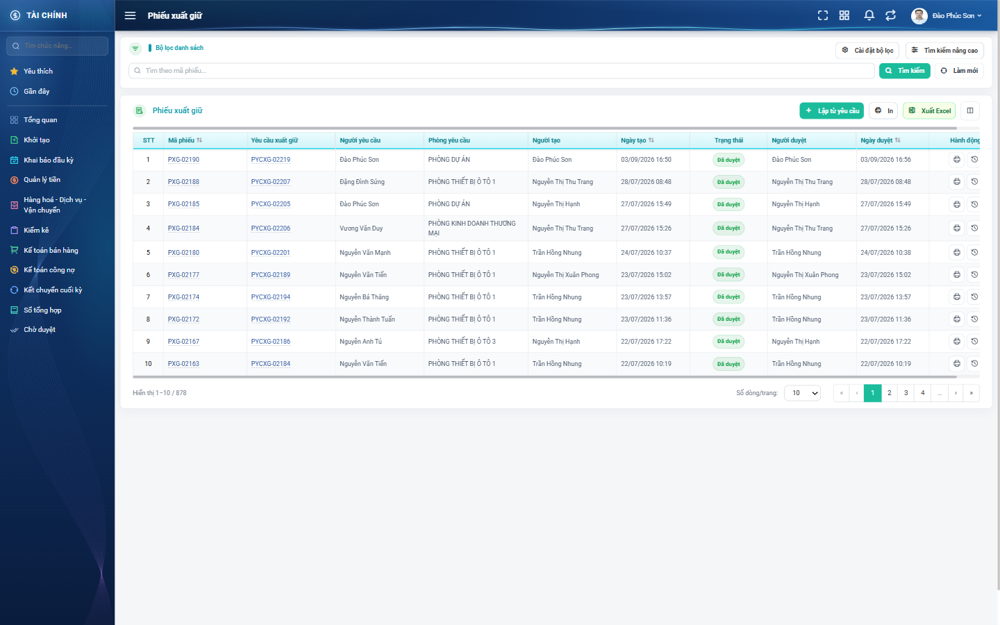 TÀI CHÍNH
Phiếu xuất giữ
Đào Phúc Sơn
Tìm chức năng...
Yêu thích
Gần đây
Tổng quan
Khởi tạo
Khai báo đầu kỳ
Quản lý tiền
Hàng hoá - Dịch vụ -
Vận chuyển
Kiểm kê
Kế toán bán hàng
Kế toán công nợ
Kết chuyển cuối kỳ
Sổ tổng hợp
Chờ duyệt
Bộ lọc danh sách
Cài đặt bộ lọc
Tìm kiếm nâng cao
Tìm theo mã phiếu...
Tìm kiếm
Làm mới
Phiếu xuất giữ
Lập từ yêu cầu
In
Xuất Excel
STT Mã phiếu Yêu cầu xuất giữ Người yêu cầu Phòng yêu cầu Người tạo Ngày tạo Trạng thái Người duyệt Ngày duyệt Hành động
1 PXG-02190 PYCXG-02219 Đào Phúc Sơn PHÒNG DỰ ÁN Đào Phúc Sơn 03/09/2026 16:50 Đã duyệt Đào Phúc Sơn 03/09/2026 16:56
2 PXG-02188 PYCXG-02207 Đặng Đình Sứng PHÒNG THIẾT BỊ Ô TÔ 1 Nguyễn Thị Thu Trang 28/07/2026 08:48 Đã duyệt Nguyễn Thị Thu Trang 28/07/2026 08:48
3 PXG-02185 PYCXG-02205 Đào Phúc Sơn PHÒNG DỰ ÁN Nguyễn Thị Hạnh 27/07/2026 15:49 Đã duyệt Nguyễn Thị Hạnh 27/07/2026 15:49
4 PXG-02184 PYCXG-02206 Vương Văn Duy PHÒNG KINH DOANH THƯƠNG MẠI Nguyễn Thị Thu Trang 27/07/2026 15:26 Đã duyệt Nguyễn Thị Thu Trang 27/07/2026 15:26
5 PXG-02180 PYCXG-02201 Nguyễn Văn Mạnh PHÒNG THIẾT BỊ Ô TÔ 1 Trần Hồng Nhung 24/07/2026 10:37 Đã duyệt Trần Hồng Nhung 24/07/2026 10:38
6 PXG-02177 PYCXG-02189 Nguyễn Văn Tiến PHÒNG THIẾT BỊ Ô TÔ 1 Nguyễn Thị Xuân Phong 23/07/2026 15:02 Đã duyệt Nguyễn Thị Xuân Phong 23/07/2026 15:02
7 PXG-02174 PYCXG-02194 Nguyễn Bá Thăng PHÒNG THIẾT BỊ Ô TÔ 1 Trần Hồng Nhung 23/07/2026 13:57 Đã duyệt Trần Hồng Nhung 23/07/2026 13:57
8 PXG-02172 PYCXG-02192 Nguyễn Thành Tuấn PHÒNG THIẾT BỊ Ô TÔ 1 Trần Hồng Nhung 23/07/2026 11:36 Đã duyệt Trần Hồng Nhung 23/07/2026 11:36
9 PXG-02167 PYCXG-02186 Nguyễn Anh Tú PHÒNG THIẾT BỊ Ô TÔ 3 Nguyễn Thị Hạnh 22/07/2026 17:22 Đã duyệt Nguyễn Thị Hạnh 22/07/2026 17:22
10 PXG-02163 PYCXG-02184 Nguyễn Văn Tiến PHÒNG THIẾT BỊ Ô TÔ 1 Trần Hồng Nhung 22/07/2026 10:19 Đã duyệt Trần Hồng Nhung 22/07/2026 10:19
Hiển thị 1–10 / 878
Số dòng/trang: 10
« ‹ 1 2 3 4 ... › »